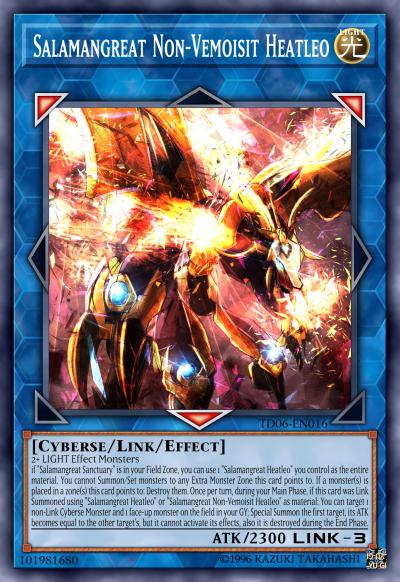 Salamangreat Non-Vemoisit Heatleo
LIGHT
光
TD06-EN016
[Cyberse/Link/Effect]
2+ LIGHT Effect Monsters
if "Salamangreat Sanctuary" is in your Field Zone, you can use 1 "Salamangreat Heatleo" you control as the entire
material. You cannot Summon/Set monsters to any Extra Monster Zone this card points to. If a monster(s) is
placed in a zone(s) this card points to: Destroy them. Once per turn, during your Main Phase, if this card was Link
Summoned using "Salamangreat Heatleo" or "Salamangreat Non-Vemoisit Heatleo" as material: You can target 1
non-Link Cyberse Monster and 1 face-up monster on the field in your GY; Special Summon the first target, its ATK
becomes equal to the other target's, but it cannot activate its effects, also it is destroyed during the End Phase.
ATK/2300 LINK-3
101981680
©1996 KAZUKI TAKAHASHI